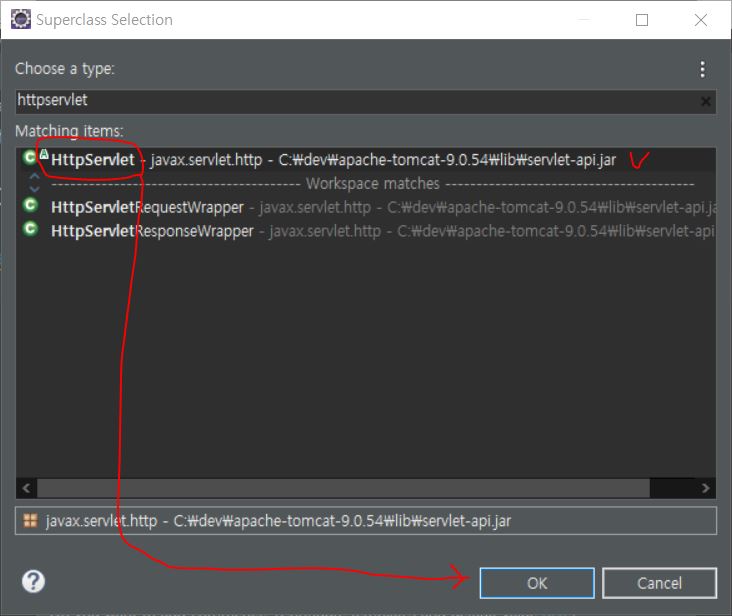 Superclass Selection
Choose a type:
httpservlet
Matching items:
HttpServlet - javax.servlet.http - C:₩dev₩apache-tomcat-9.0.54₩lib₩servlet-api.jar
Workspace matches
HttpServletRequestWrapper - javax.servlet.http - C:₩dev₩apache-tomcat-9.0.54₩lib₩servlet-api.ja
HttpServletResponseWrapper - javax.servlet.http - C:₩dev₩apache-tomcat-9.0.54₩lib₩servlet-api
javax.servlet.http - C:₩dev₩apache-tomcat-9.0.54₩lib₩servlet-api.jar
OK Cancel